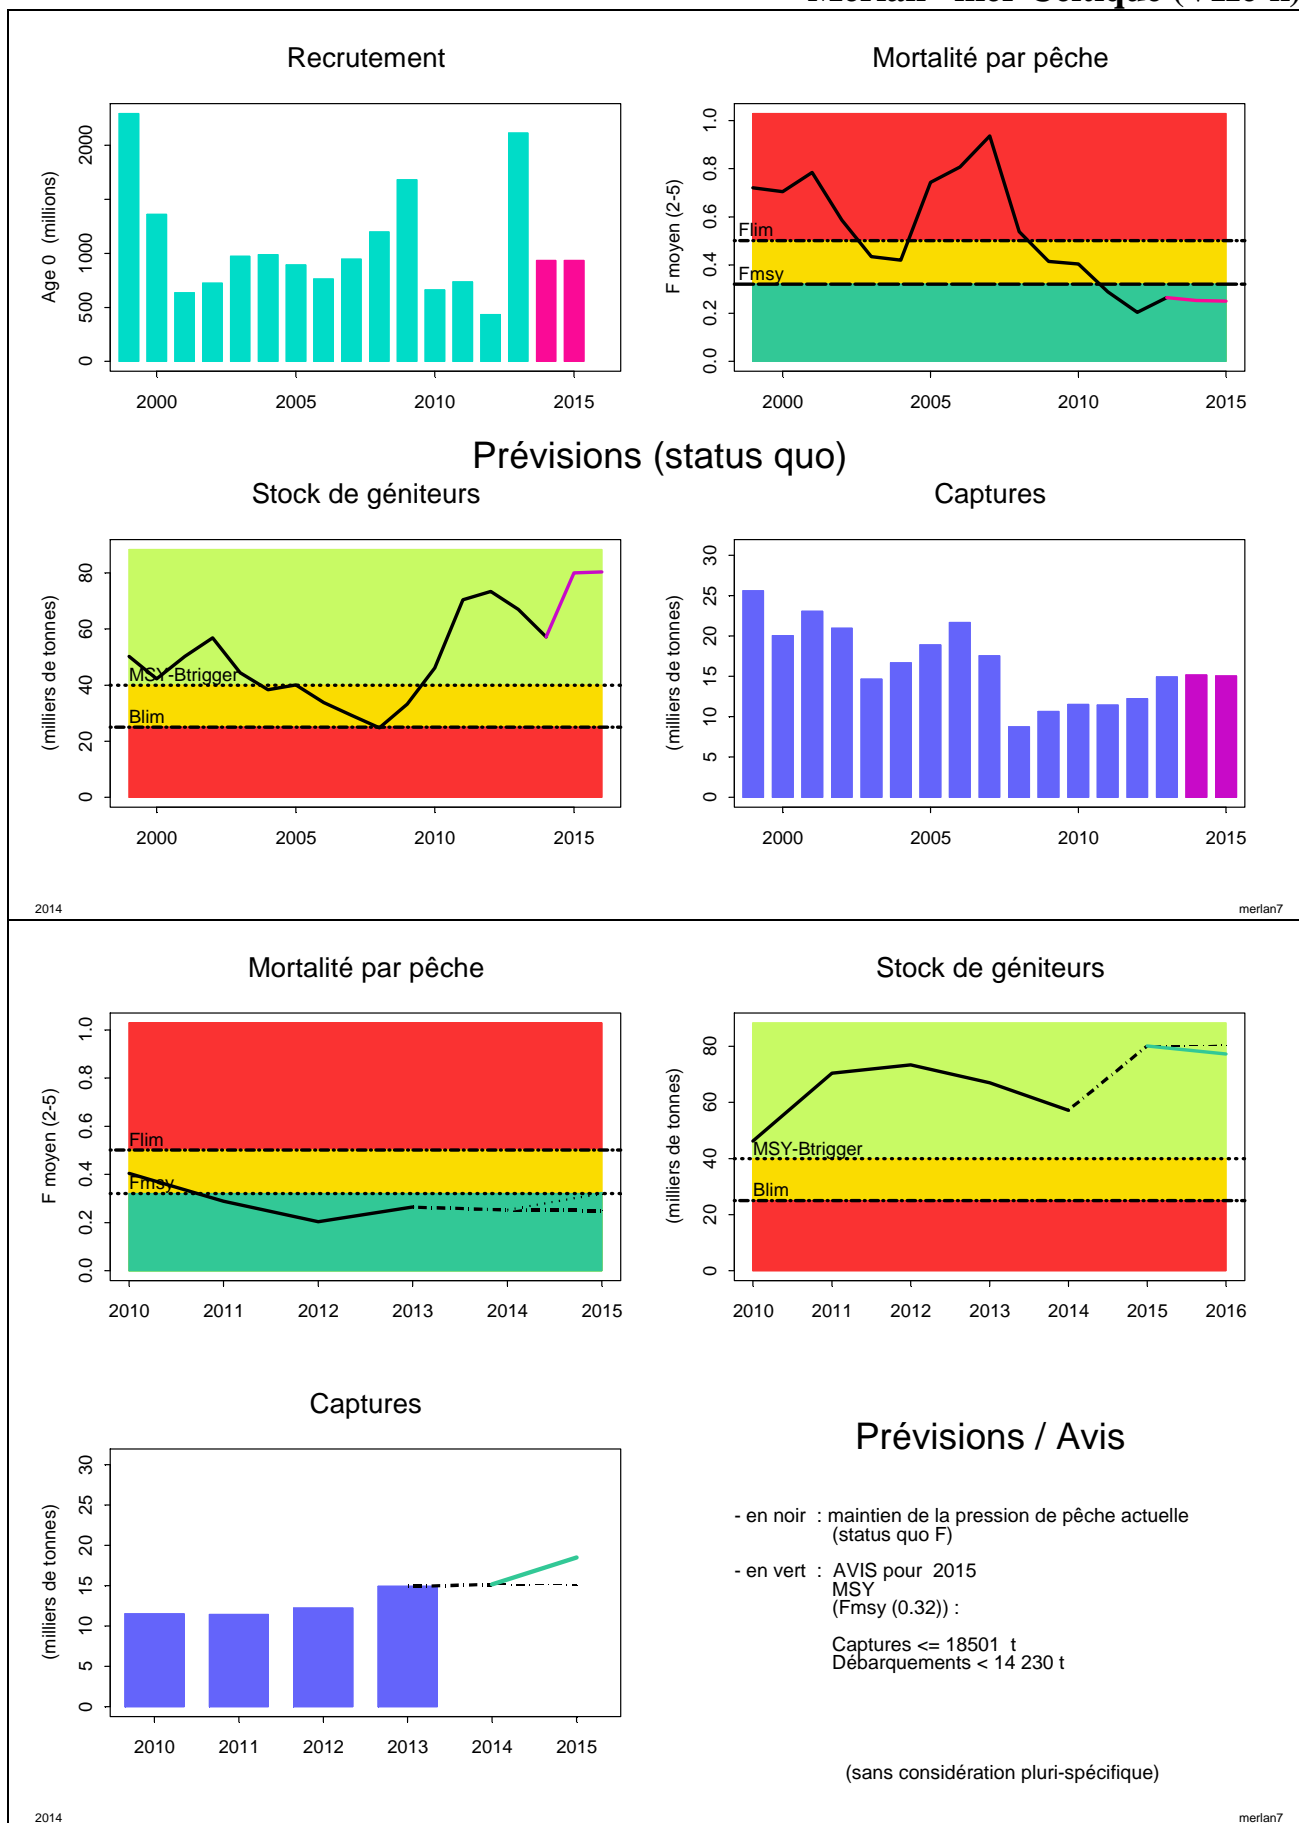 Recrutement
Age 0 (millions)
0 500 1000 2000
2000 2005 2010 2015
Mortalité par pêche
F moyen (2-5)
0.0 0.2 0.4 0.6 0.8 1.0
Flim
Fmsy
2000 2005 2010 2015
Prévisions (status quo)
Stock de géniteurs
(milliers de tonnes)
0 20 40 60 80
MSY-Btrigger
Blim
2000 2005 2010 2015
Captures
(milliers de tonnes)
0 5 10 15 20 25 30
2000 2005 2010 2015
2014
merlan7
Mortalité par pêche
F moyen (2-5)
0.0 0.2 0.4 0.6 0.8 1.0
Flim
Fmsy
2010 2011 2012 2013 2014 2015
Stock de géniteurs
(milliers de tonnes)
0 20 40 60 80
MSY-Btrigger
Blim
2010 2011 2012 2013 2014 2015 2016
Captures
(milliers de tonnes)
0 5 10 15 20 25 30
2010 2011 2012 2013 2014 2015
Prévisions / Avis
- en noir : maintien de la pression de pêche actuelle
(status quo F)
- en vert : AVIS pour 2015
MSY
(Fmsy (0.32)) :
Captures <= 18501 t
Débarquements < 14 230 t
(sans considération pluri-spécifique)
2014
merlan7